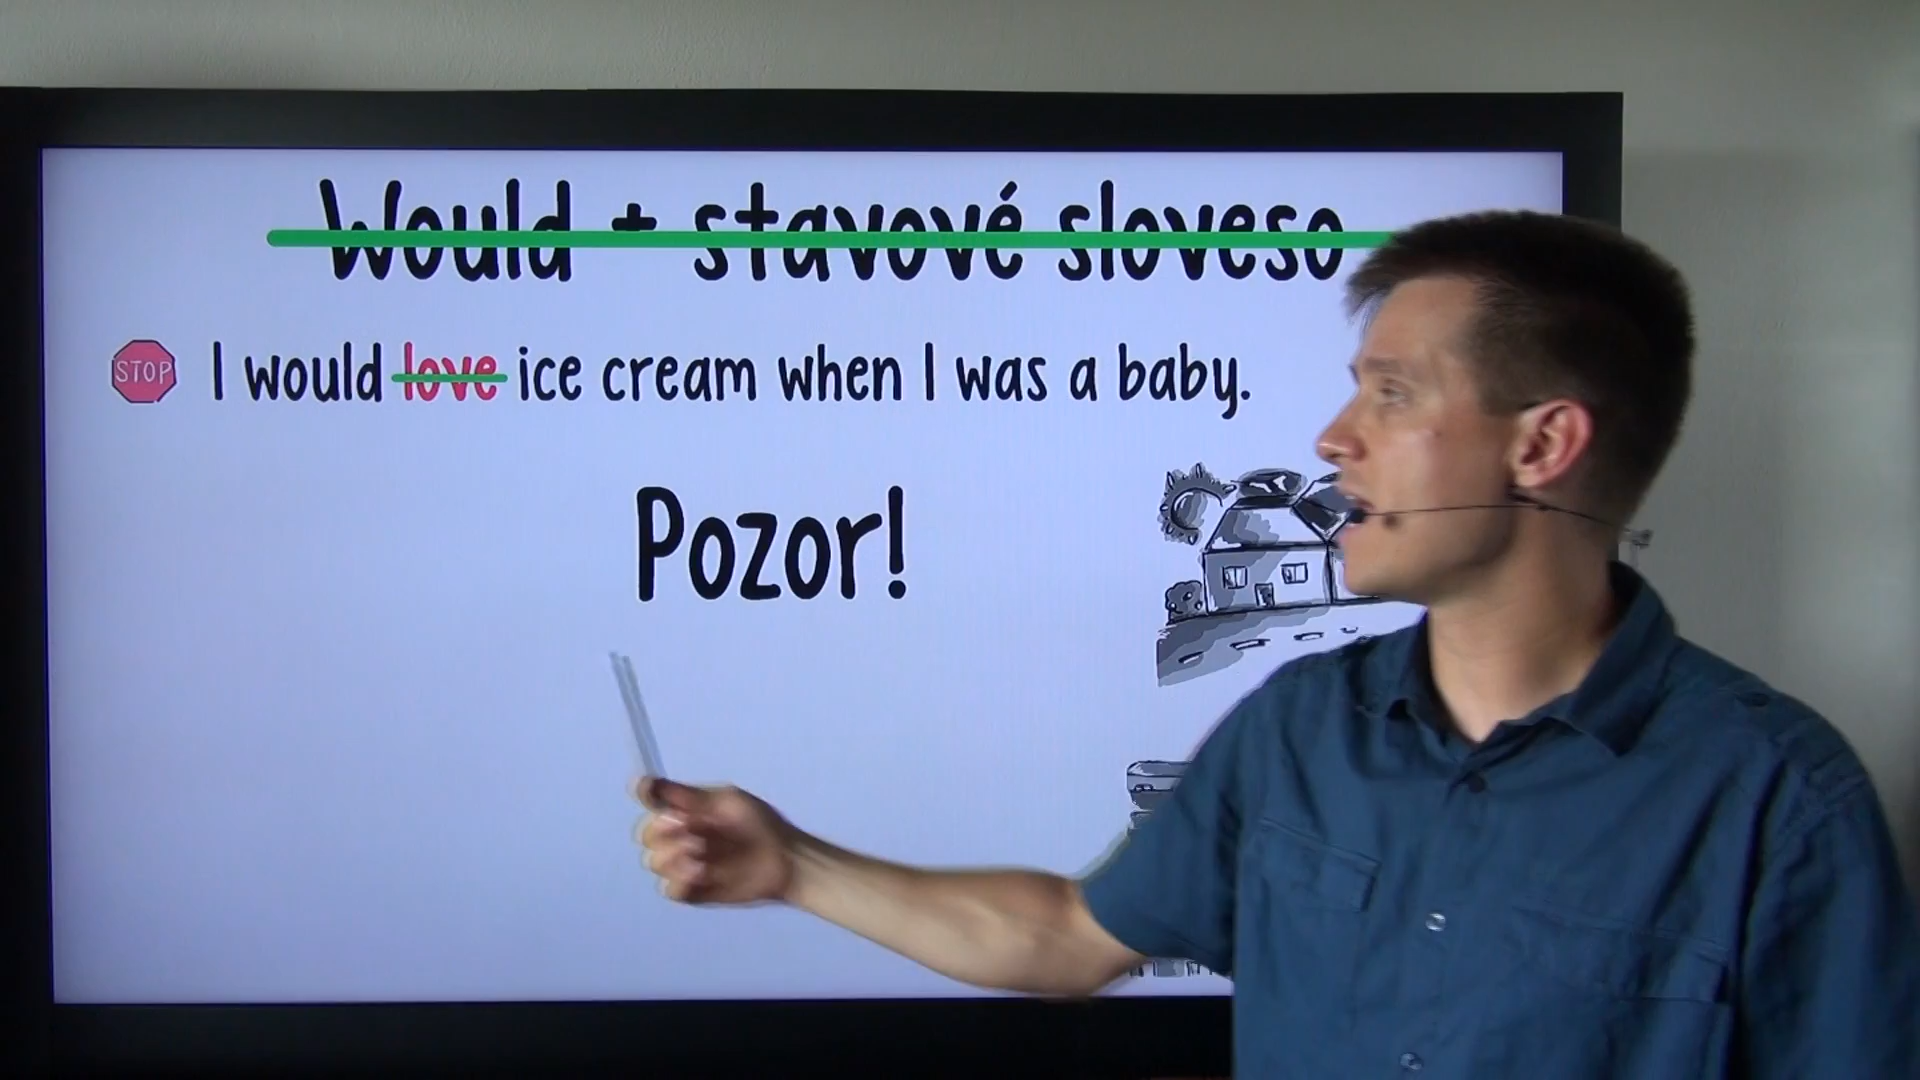 Would + stavové sloveso
STOP I would love ice cream when I was a baby.
Pozor!